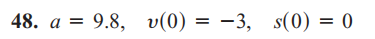 48. a = 9.8, v(0) = −3, s(0) = 0